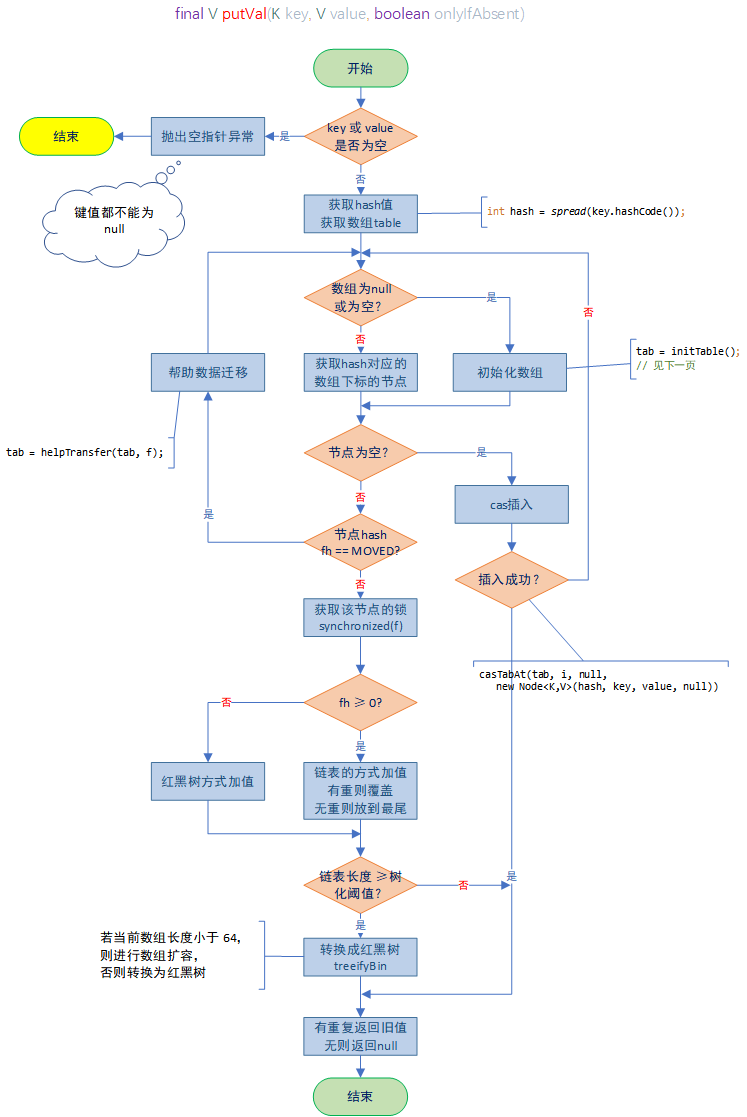 final V putVal(K key, V value, boolean onlyIfAbsent)
开始
key 或 value
是否为空
是
抛出空指针异常
结束
键值都不能为
null
否
获取hash值
获取数组table
int hash = spread(key.hashCode());
数组为null
或为空?
是
否
否
获取hash对应的
数组下标的节点
初始化数组
tab = initTable();
// 见下一页
帮助数据迁移
tab = helpTransfer(tab, f);
节点为空?
是
否
cas插入
节点hash
fh == MOVED?
是
否
插入成功?
获取该节点的锁
synchronized(f)
casTabAt(tab, i, null,
new Node<K,V>(hash, key, value, null))
fh ≥ 0?
否
是
红黑树方式加值
链表的方式加值
有重则覆盖
无重则放到最尾
链表长度 ≥树
化阈值?
否
是
是
若当前数组长度小于 64,
则进行数组扩容,
否则转换为红黑树
转换成红黑树
treeifyBin
有重复返回旧值
无则返回null
结束